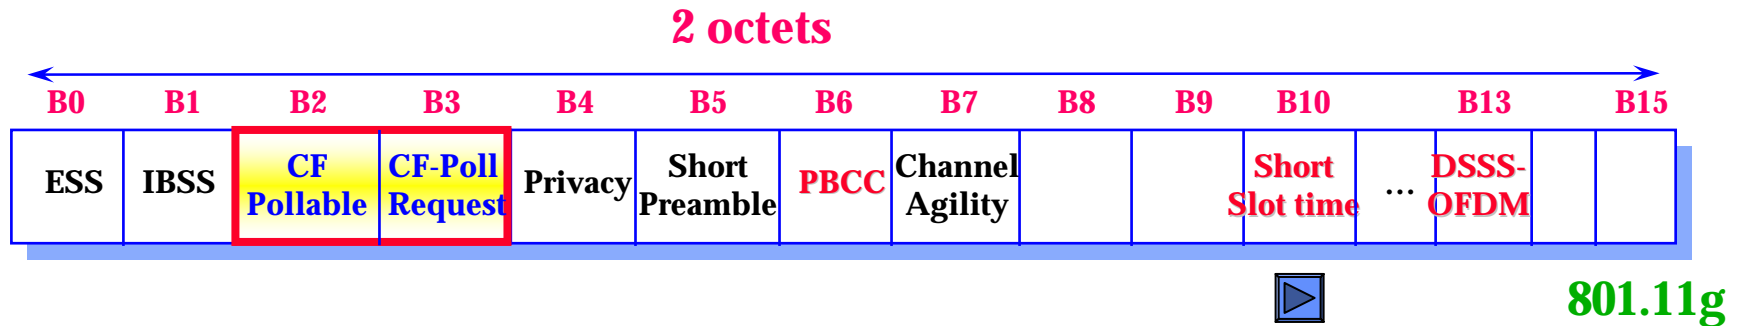 2 octets
B0 B1 B2 B3 B4 B5 B6 B7 B8 B9 B10 B13 B15
ESS IBSS CF Pollable CF-Poll Request Privacy Short Preamble PBCC Channel Agility Short Slot time ... DSSS-OFDM
801.11g